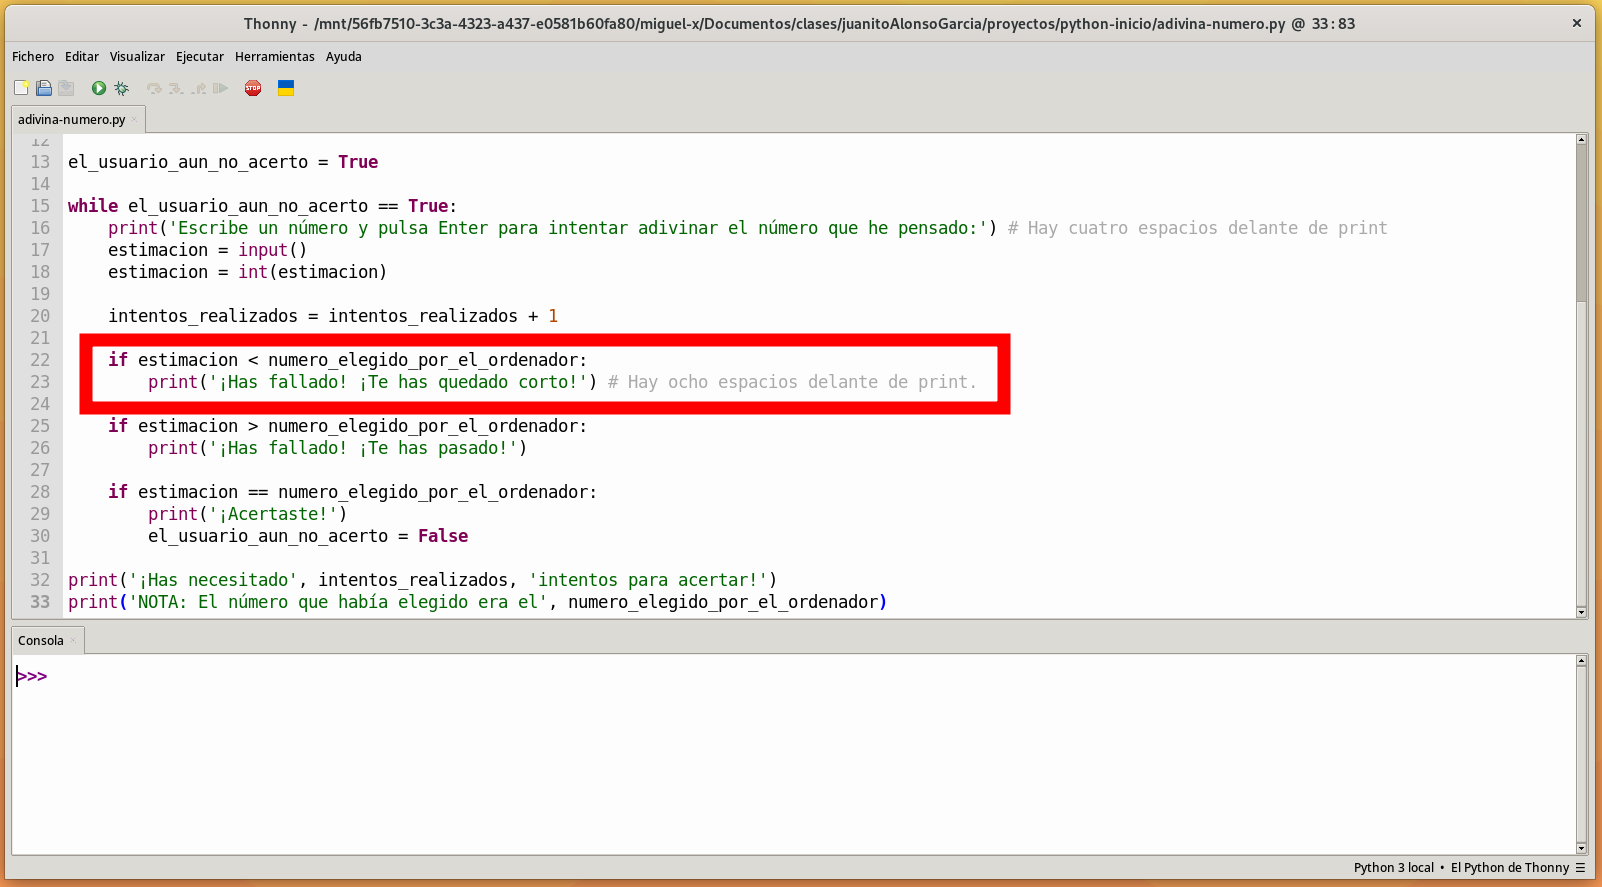 Thonny - /mnt/56fb7510-3c3a-4323-a437-e0581b60fa80/miguel-x/Documentos/clases/juanitoAlonsoGarcia/proyectos/python-inicio/adivina-numero.py @ 33:83
Fichero Editar Visualizar Ejecutar Herramientas Ayuda
STOP
adivina-numero.py
12
13 el_usuario_aun_no_acerto = True
14
15 while el_usuario_aun_no_acerto == True:
16     print('Escribe un número y pulsa Enter para intentar adivinar el número que he pensado:') # Hay cuatro espacios delante de print
17     estimacion = input()
18     estimacion = int(estimacion)
19
20     intentos_realizados = intentos_realizados + 1
21
22     if estimacion < numero_elegido_por_el_ordenador:
23         print('¡Has fallado! ¡Te has quedado corto!') # Hay ocho espacios delante de print.
24
25     if estimacion > numero_elegido_por_el_ordenador:
26         print('¡Has fallado! ¡Te has pasado!')
27
28     if estimacion == numero_elegido_por_el_ordenador:
29         print('¡Acertaste!')
30         el_usuario_aun_no_acerto = False
31
32 print('¡Has necesitado', intentos_realizados, 'intentos para acertar!')
33 print('NOTA: El número que había elegido era el', numero_elegido_por_el_ordenador)
Consola
>>>
Python 3 local • El Python de Thonny ☰